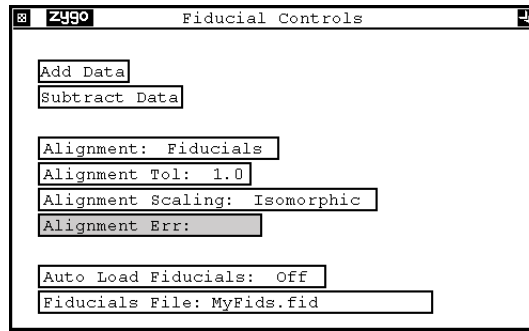 zygo Fiducial Controls
Add Data
Subtract Data
Alignment: Fiducials
Alignment Tol: 1.0
Alignment Scaling: Isomorphic
Alignment Err:
Auto Load Fiducials: Off
Fiducials File: MyFids.fid